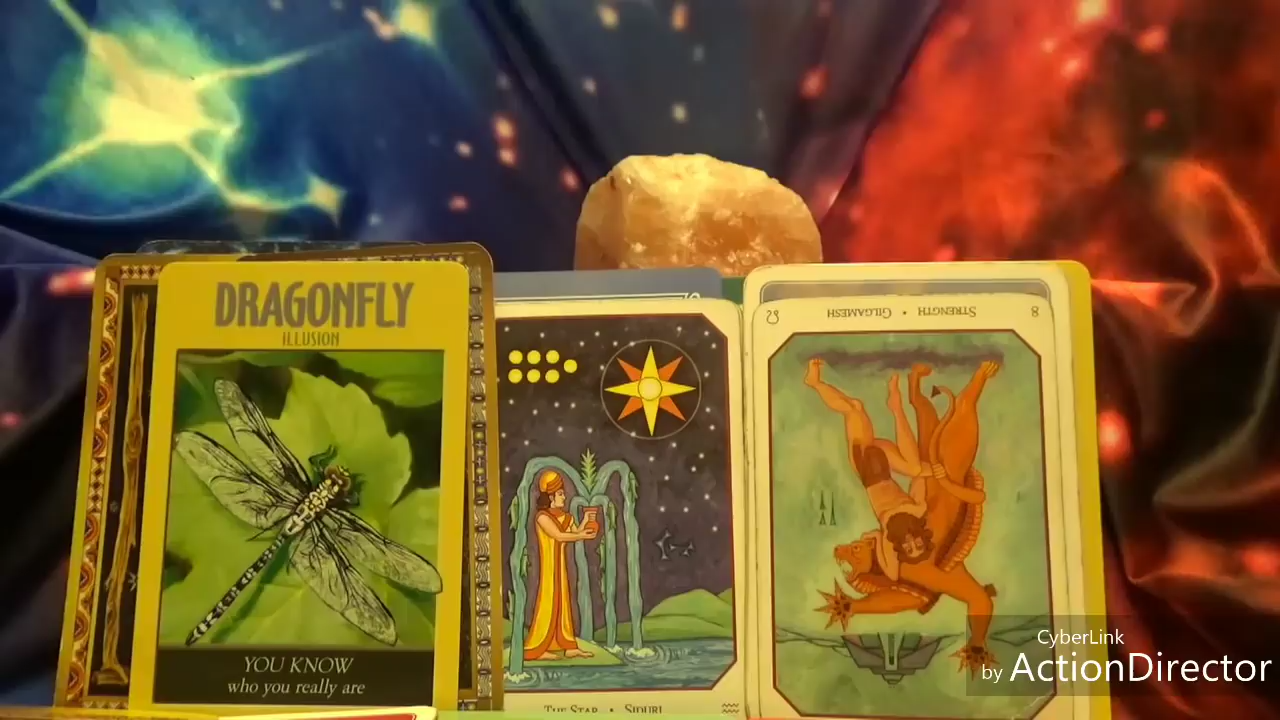 DRAGONFLY
ILLUSION
YOU KNOW
who you really are
THE STAR • SIDURI
8 STRENGTH • GILGAMESH ♌
CyberLink
by ActionDirector